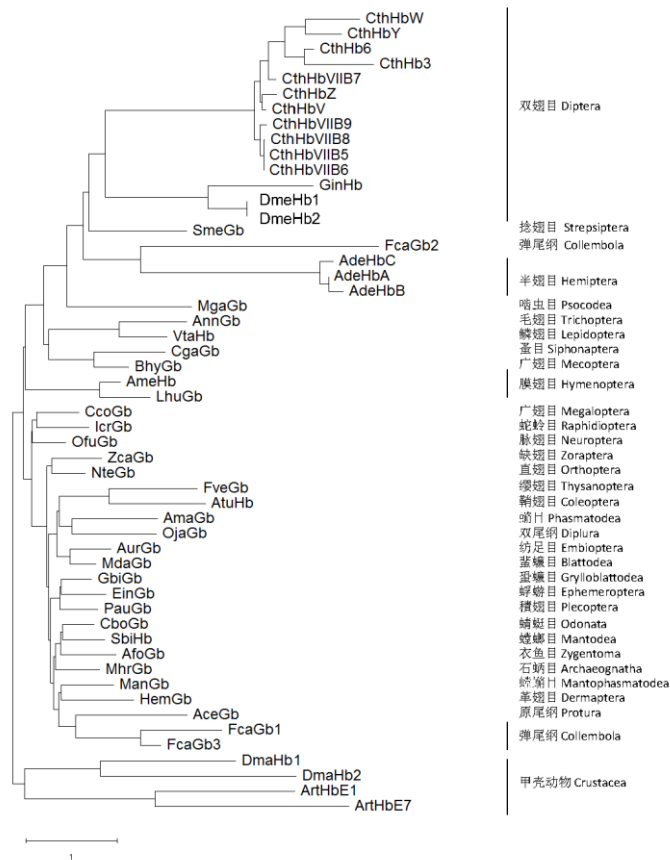 CthHbW
CthHbY
CthHb6
CthHb3
CthHbVIIB7
CthHbZ
CthHbV
CthHbVIIB9
CthHbVIIB8
CthHbVIIB5
CthHbVIIB6
GinHb
DmeHb1
DmeHb2
SmeGb
FcaGb2
AdeHbC
AdeHbA
AdeHbB
MgaGb
AnnGb
VtaHb
CgaGb
BhyGb
AmeHb
LhuGb
CcoGb
IcrGb
OfuGb
ZcaGb
NteGb
FveGb
AtuHb
AmaGb
OjaGb
AurGb
MdaGb
GbiGb
EinGb
PauGb
CboGb
SbiHb
AfoGb
MhrGb
ManGb
HemGb
AceGb
FcaGb1
FcaGb3
DmaHb1
DmaHb2
ArtHbE1
ArtHbE7
1
双翅目 Diptera
捻翅目 Strepsiptera
弹尾纲 Collembola
半翅目 Hemiptera
啮虫目 Psocodea
毛翅目 Trichoptera
鳞翅目 Lepidoptera
蚤目 Siphonaptera
广翅目 Mecoptera
膜翅目 Hymenoptera
广翅目 Megaloptera
蛇蛉目 Raphidioptera
脉翅目 Neuroptera
缺翅目 Zoraptera
直翅目 Orthoptera
缨翅目 Thysanoptera
鞘翅目 Coleoptera
Phasmatodea
双尾纲 Diplura
纺足目 Embioptera
蜚蠊目 Blattodea
蛩蠊目 Grylloblattodea
蜉蝣目 Ephemeroptera
Plecoptera
蜻蜓目 Odonata
螳螂目 Mantodea
衣鱼目 Zygentoma
石蛃目 Archaeognatha
Mantophasmatodea
革翅目 Dermaptera
原尾纲 Protura
弹尾纲 Collembola
甲壳动物 Crustacea